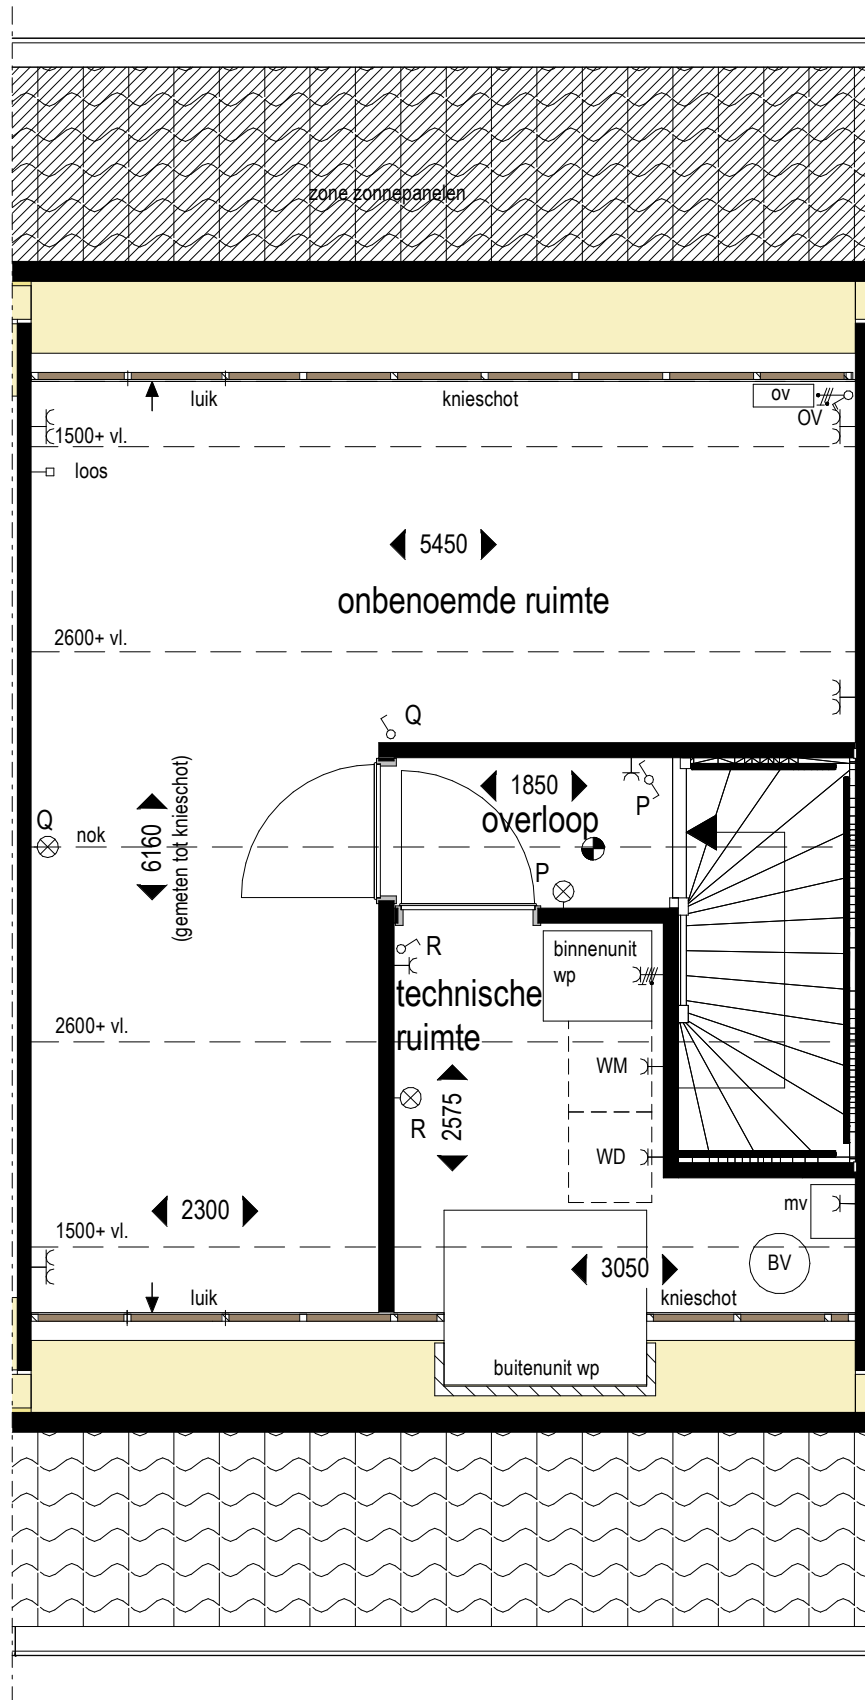 zone zonnepanelen
luik
knieschot
ov
OV
1500+ vl.
loos
5450
onbenoemde ruimte
2600+ vl.
Q
1850
P
overloop
Q
nok
6160
(gemeten tot knieschot)
P
R
binnenunit
wp
technische
ruimte
2600+ vl.
WM
R
2575
WD
2300
mv
1500+ vl.
3050
BV
luik
knieschot
buitenunit wp